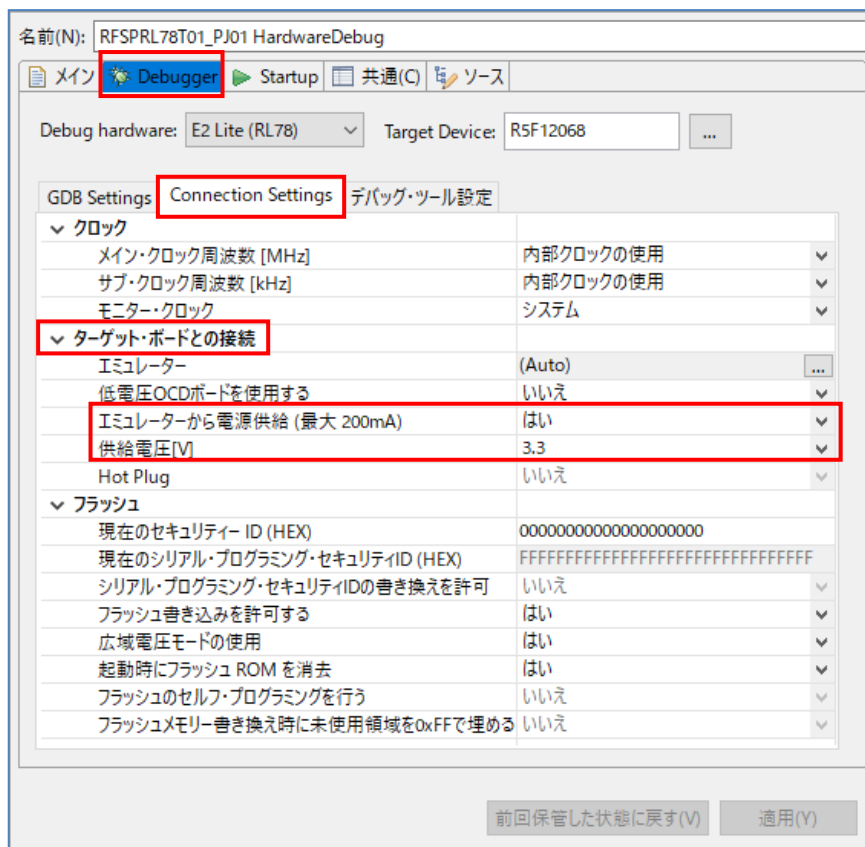 名前(N): RFSPRL78T01_PJ01 HardwareDebug
メイン Debugger Startup 共通(C) ソース
Debug hardware: E2 Lite (RL78) Target Device: R5F12068 ...
GDB Settings Connection Settings デバッグ・ツール設定
クロック
メイン・クロック周波数 [MHz] 内部クロックの使用
サブ・クロック周波数 [kHz] 内部クロックの使用
モニター・クロック システム
ターゲット・ボードとの接続
エミュレーター (Auto) ...
低電圧OCDボードを使用する いいえ
エミュレーターから電源供給 (最大 200mA) はい
供給電圧[V] 3.3
Hot Plug いいえ
フラッシュ
現在のセキュリティー ID (HEX) 00000000000000000000
現在のシリアル・プログラミング・セキュリティID (HEX) FFFFFFFFFFFFFFFFFFFFFFFFFFFFFFFF
シリアル・プログラミング・セキュリティIDの書き換えを許可 いいえ
フラッシュ書き込みを許可する はい
広域電圧モードの使用 はい
起動時にフラッシュ ROM を消去 はい
フラッシュのセルフ・プログラミングを行う いいえ
フラッシュメモリー書き換え時に未使用領域を0xFFで埋める いいえ
前回保管した状態に戻す(V) 適用(Y)